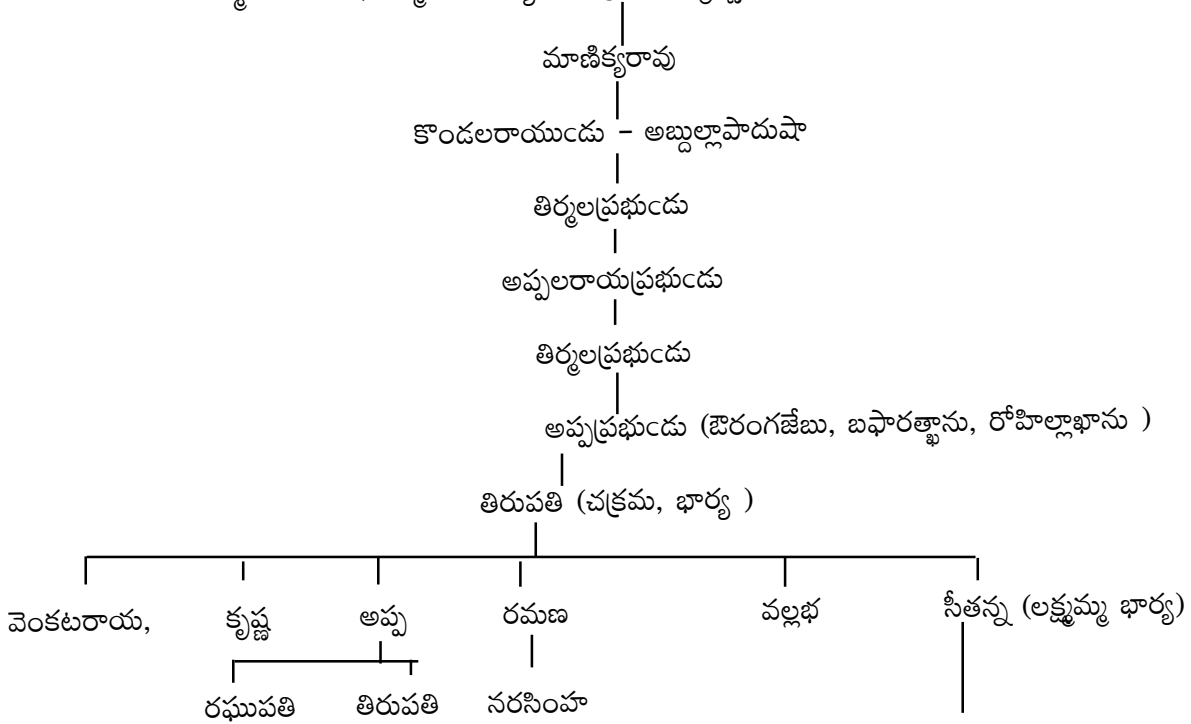 మాణిక్యరావు
కొండలరాయుఁడు – అబ్దుల్లాపాదుషా
తిర్మలప్రభుఁడు
అప్పలరాయప్రభుఁడు
తిర్మలప్రభుఁడు
అప్పప్రభుఁడు (ఔరంగజేబు, బఫారత్ఖాను, రోహిల్లాఖాను )
తిరుపతి (చక్రమ, భార్య )
వెంకటరాయ, కృష్ణ అప్ప రమణ వల్లభ సీతన్న (లక్ష్మమ్మ భార్య)
రఘుపతి తిరుపతి నరసింహ